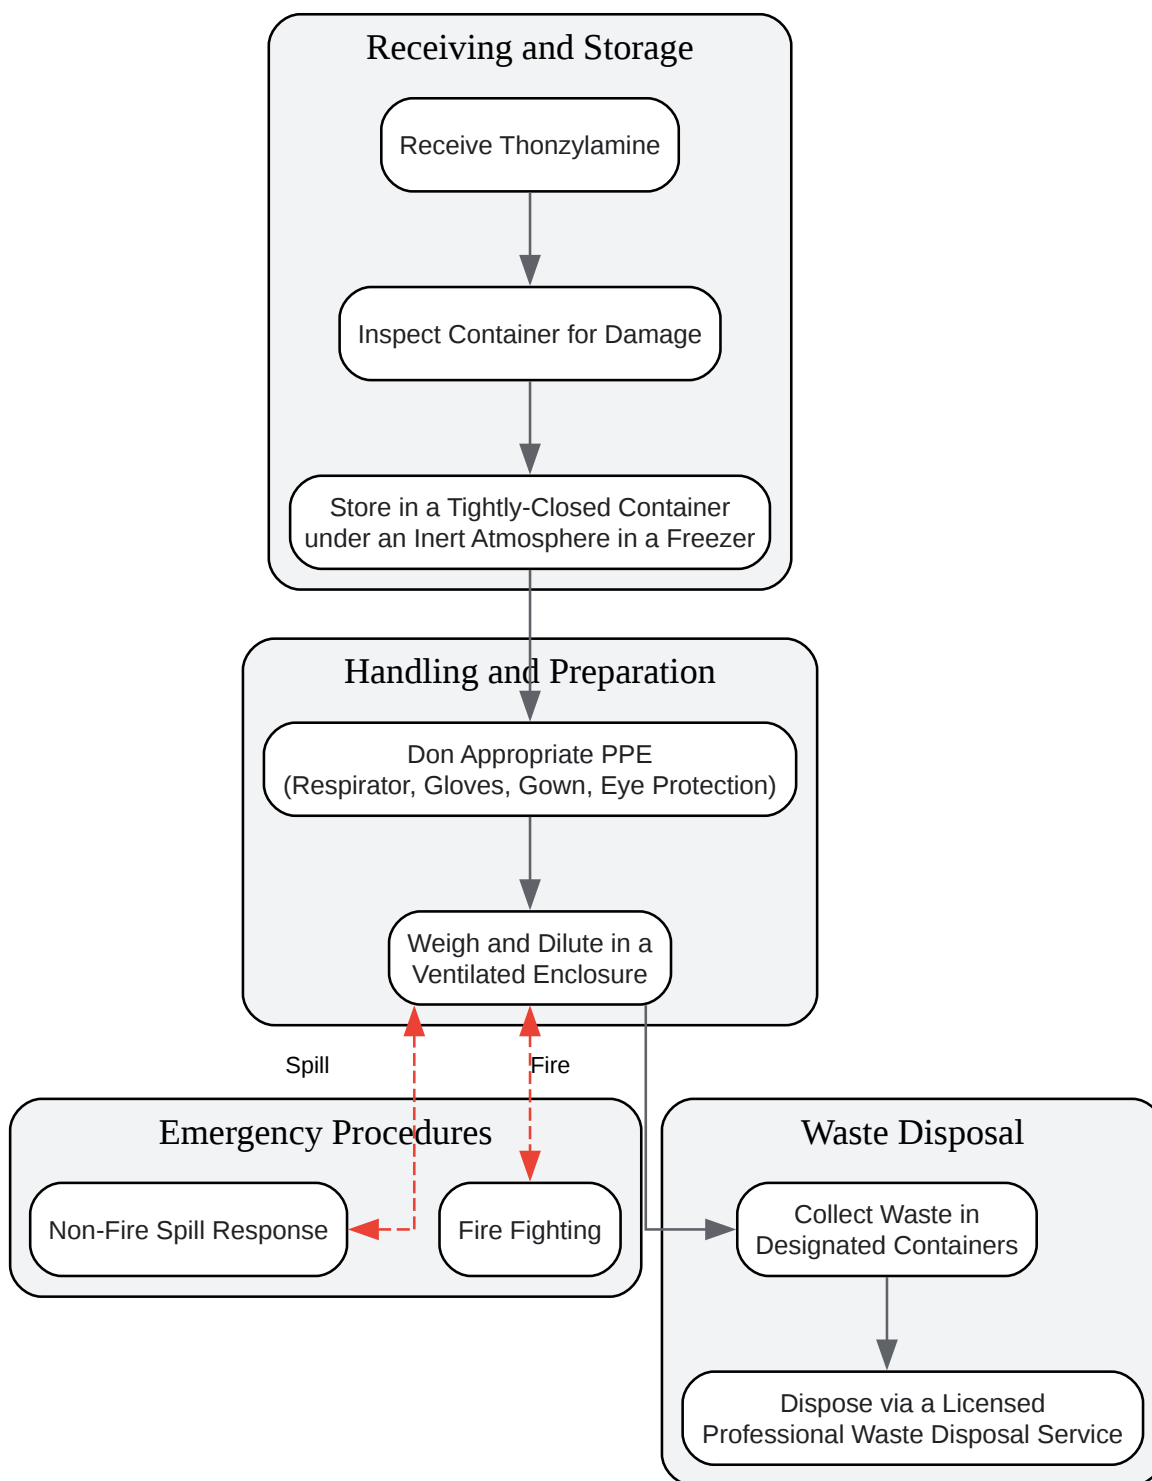 Receiving and Storage
Receive Thonzylamine
Inspect Container for Damage
Store in a Tightly-Closed Container
under an Inert Atmosphere in a Freezer
Handling and Preparation
Don Appropriate PPE
(Respirator, Gloves, Gown, Eye Protection)
Weigh and Dilute in a
Ventilated Enclosure
Spill
Fire
Emergency Procedures
Non-Fire Spill Response
Fire Fighting
Waste Disposal
Collect Waste in
Designated Containers
Dispose via a Licensed
Professional Waste Disposal Service